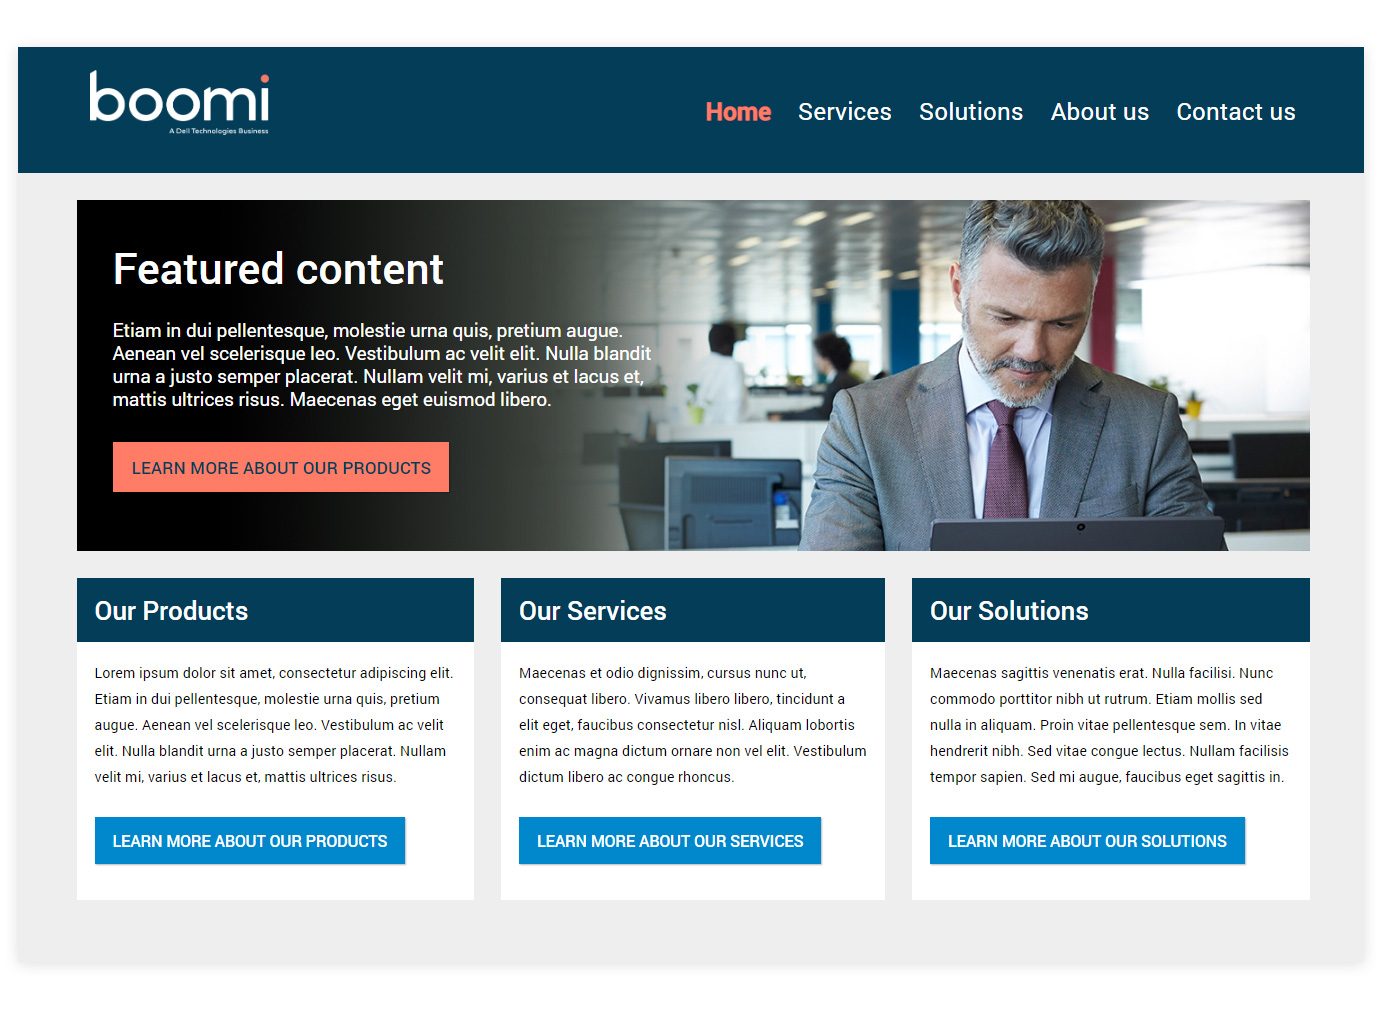 boomi
A Dell Technologies Business
Home Services Solutions About us Contact us
Featured content
Etiam in dui pellentesque, molestie urna quis, pretium augue.
Aenean vel scelerisque leo. Vestibulum ac velit elit. Nulla blandit
urna a justo semper placerat. Nullam velit mi, varius et lacus et,
mattis ultrices risus. Maecenas eget euismod libero.
LEARN MORE ABOUT OUR PRODUCTS
Our Products
Lorem ipsum dolor sit amet, consectetur adipiscing elit.
Etiam in dui pellentesque, molestie urna quis, pretium
augue. Aenean vel scelerisque leo. Vestibulum ac velit
elit. Nulla blandit urna a justo semper placerat. Nullam
velit mi, varius et lacus et, mattis ultrices risus.
LEARN MORE ABOUT OUR PRODUCTS
Our Services
Maecenas et odio dignissim, cursus nunc ut,
consequat libero. Vivamus libero libero, tincidunt a
elit eget, faucibus consectetur nisl. Aliquam lobortis
enim ac magna dictum ornare non vel elit. Vestibulum
dictum libero ac congue rhoncus.
LEARN MORE ABOUT OUR SERVICES
Our Solutions
Maecenas sagittis venenatis erat. Nulla facilisi. Nunc
commodo porttitor nibh ut rutrum. Etiam mollis sed
nulla in aliquam. Proin vitae pellentesque sem. In vitae
hendrerit nibh. Sed vitae congue lectus. Nullam facilisis
tempor sapien. Sed mi augue, faucibus eget sagittis in.
LEARN MORE ABOUT OUR SOLUTIONS